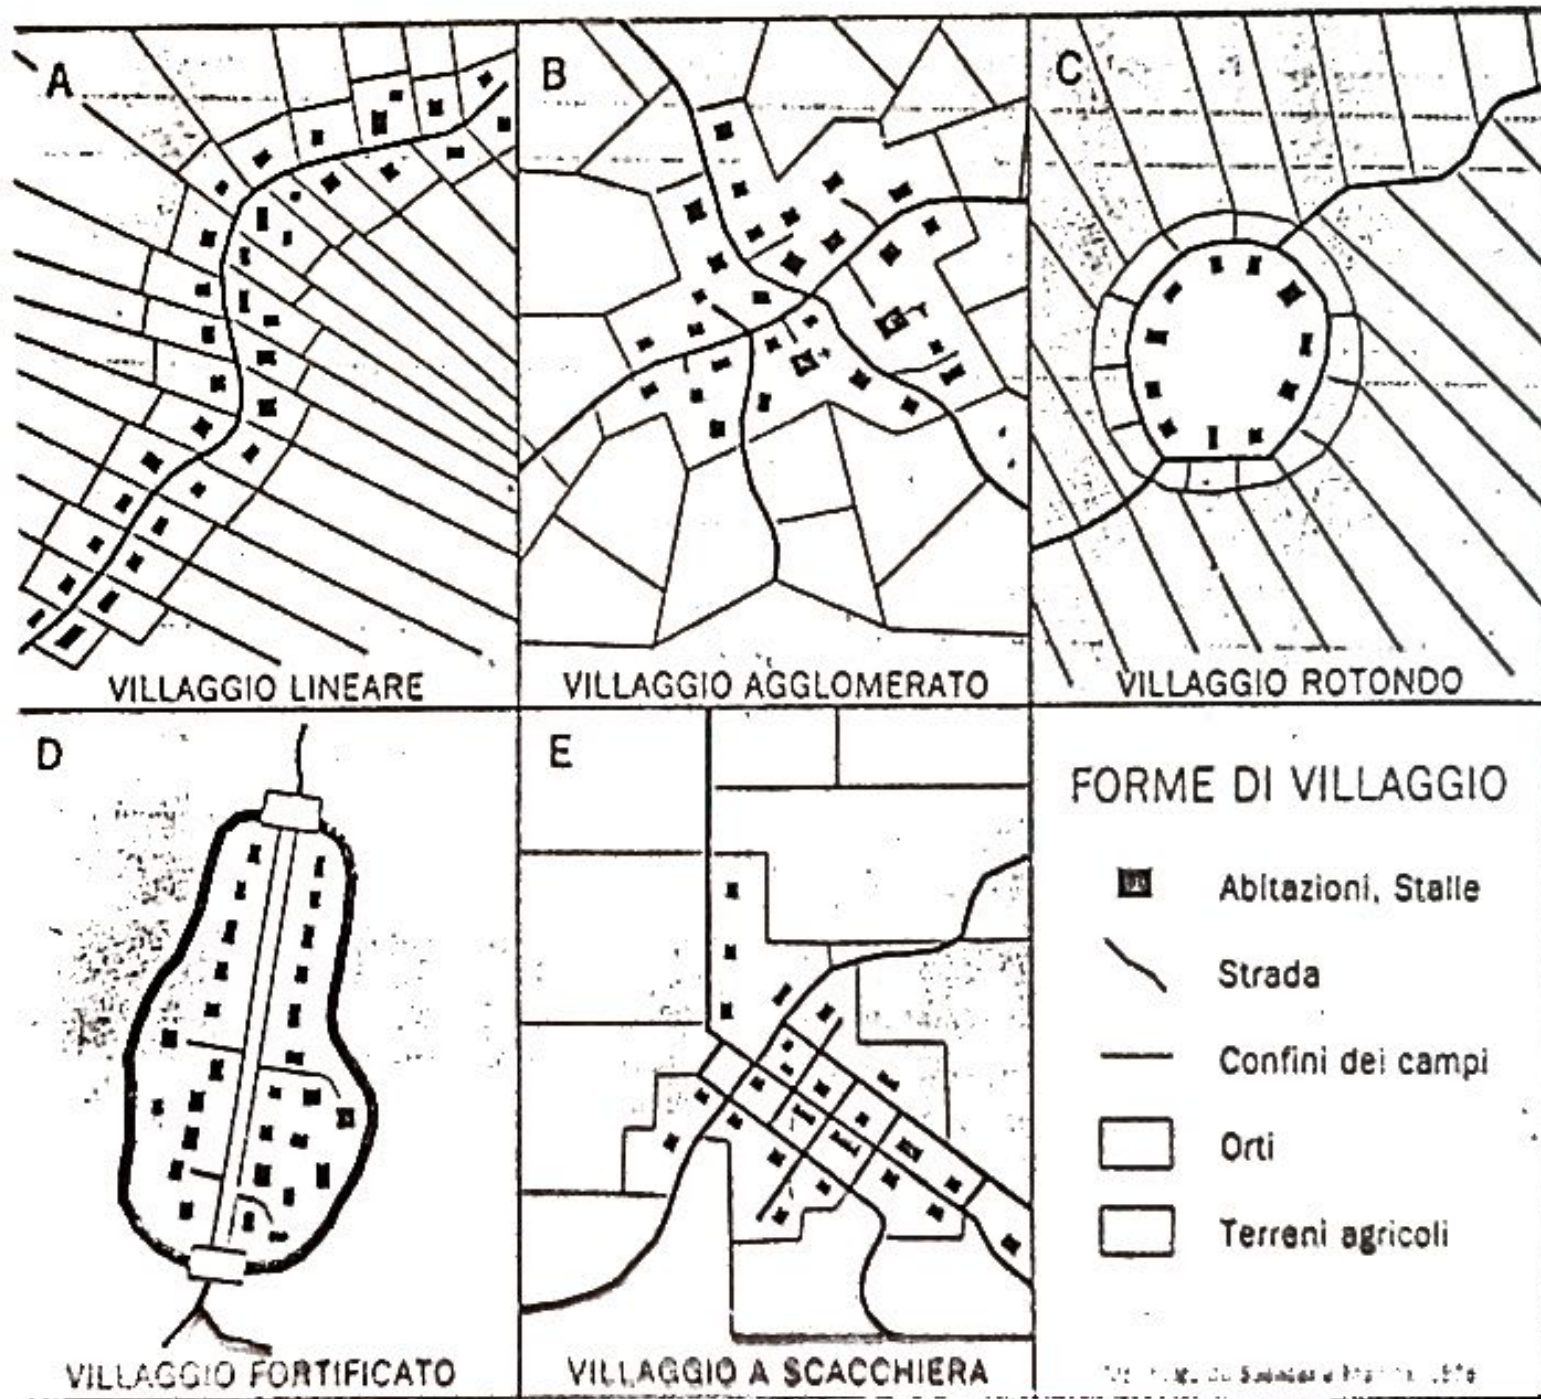 A
B
C
VILLAGGIO LINEARE
VILLAGGIO AGGLOMERATO
VILLAGGIO ROTONDO
D
E
FORME DI VILLAGGIO
Abitazioni, Stalle
Strada
Confini dei campi
Orti
Terreni agricoli
VILLAGGIO FORTIFICATO
VILLAGGIO A SCACCHIERA